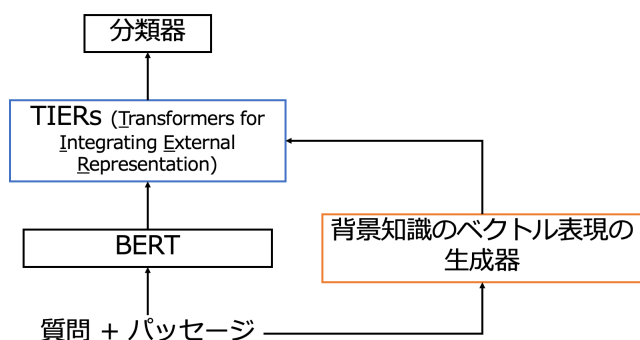 分類器
TIERs (Transformers for
Integrating External
Representation)
BERT
背景知識のベクトル表現の
生成器
質問 + パッセージ